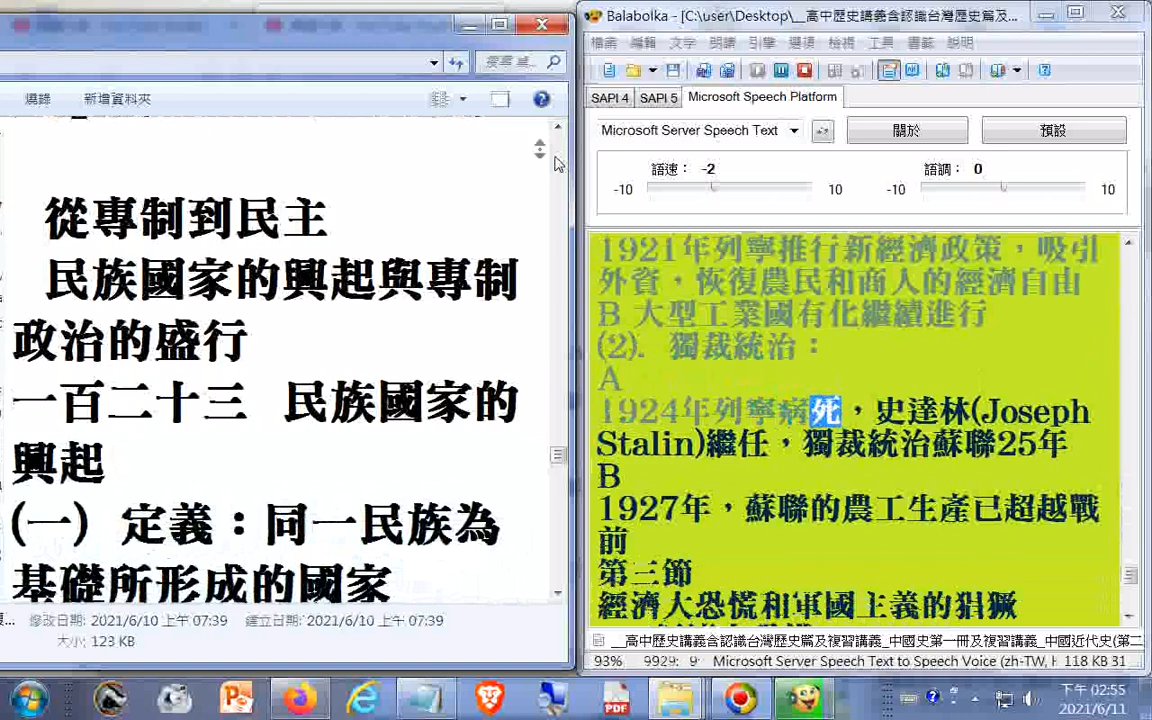 Balabolka - [C:\user\Desktop\__高中歷史講義含認識台灣歷史篇及...
檔案 編輯 文字 朗讀 引擎 選項 檢視 工具 書籤 說明
燒錄 新增資料夾
SAPI 4 SAPI 5 Microsoft Speech Platform
Microsoft Server Speech Text 關於 預設
語速： -2 語調： 0
-10 10 -10 10
從專制到民主
民族國家的興起與專制
政治的盛行
一百二十三 民族國家的
興起
(一) 定義：同一民族為
基礎所形成的國家
修改日期: 2021/6/10 上午 07:39 建立日期: 2021/6/10 上午 07:39
大小: 123 KB
1921年列寧推行新經濟政策，吸引
外資，恢復農民和商人的經濟自由
B 大型工業國有化繼續進行
(2). 獨裁統治：
A
1924年列寧病死，史達林(Joseph
Stalin)繼任，獨裁統治蘇聯25年
B
1927年，蘇聯的農工生產已超越戰
前
第三節
經濟大恐慌和軍國主義的猖獗
__高中歷史講義含認識台灣歷史篇及複習講義_中國史第一冊及複習講義_中國近代史(第二
93% 9929: 9 Microsoft Server Speech Text to Speech Voice (zh-TW, H 118 KB 31
下午 02:55
2021/6/11